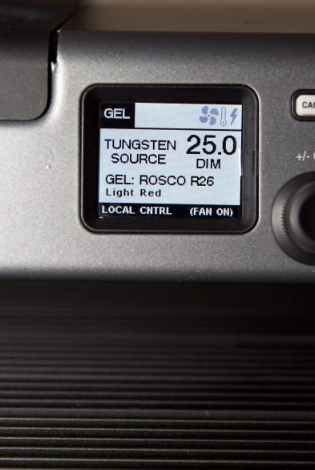 GEL
TUNGSTEN 25.0
SOURCE DIM
GEL: ROSCO R26
Light Red
LOCAL CNTRL (FAN ON)
+/-